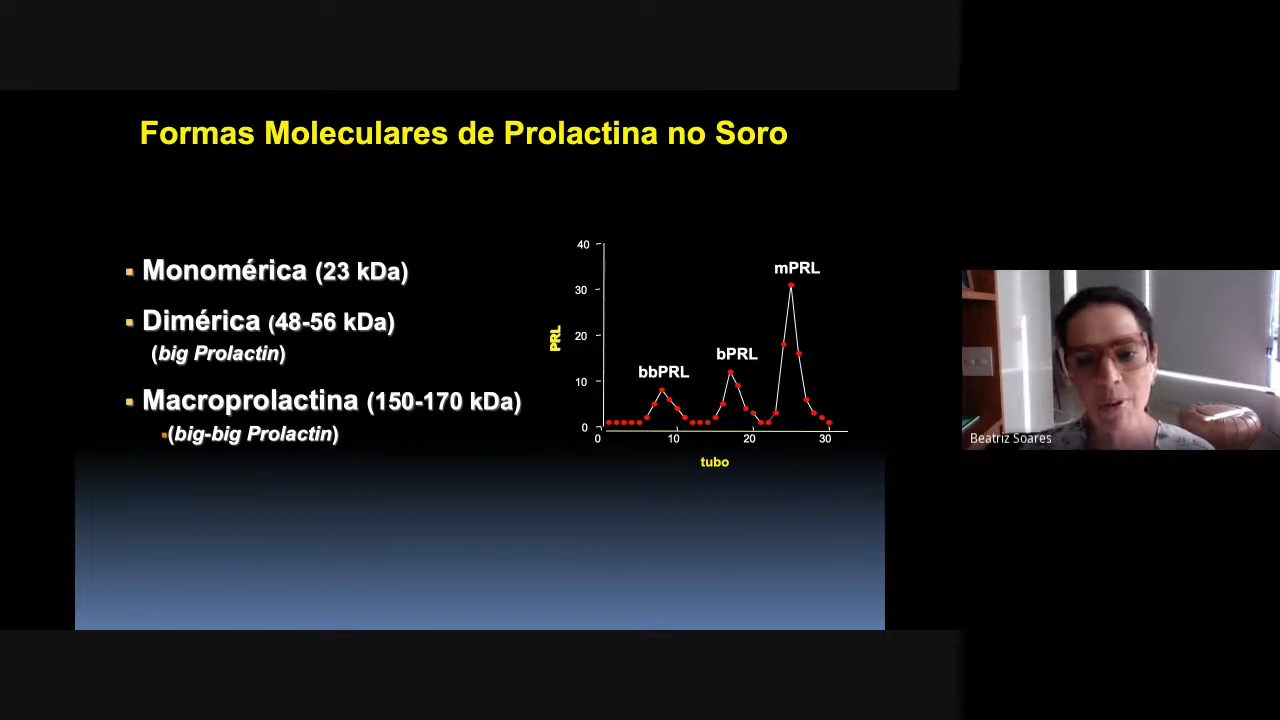 Formas Moleculares de Prolactina no Soro
▪ Monomérica (23 kDa)
▪ Dimérica (48-56 kDa)
(big Prolactin)
▪ Macroprolactina (150-170 kDa)
▪(big-big Prolactin)
40
30
20
10
0
PRL
bbPRL
bPRL
mPRL
0 10 20 30
tubo
Beatriz Soares